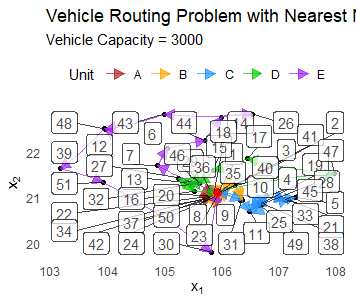 Vehicle Routing Problem with Nearest N
Vehicle Capacity = 3000
Unit A B C D E
48 43 44 14 26 2
6 18 17 41
12 15 1 3
39 27 7 46 36 40 19 47
51 13 35 4 28
32 16 20 10 45 5
22 37 50 8 9 25 33 21
34 23 11
42 24 30 31 49 38
22
21
20
103 104 105 106 107 108
x2
x1